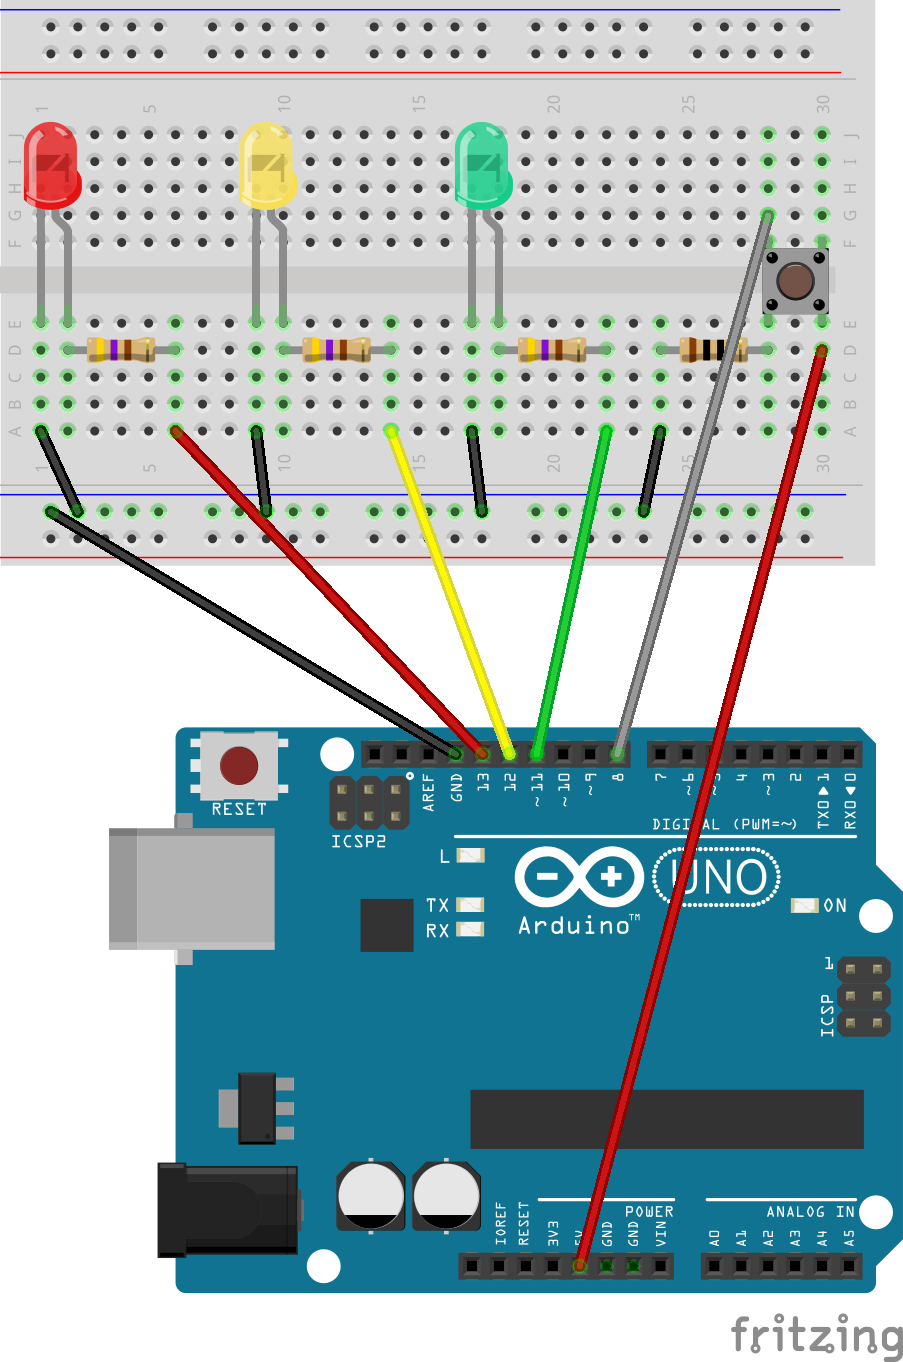 1 5 10 15 20 25 30
J J
I I
H H
G G
F F
E E
D D
C C
B B
A A
1 5 10 15 20 25 30
AREF GND 13 12 ~11 ~10 ~9 8 7 ~6 ~5 4 ~3 2 TX0▶1 RX0◀0
RESET
ICSP2
DIGITAL (PWM=~)
L
TX
RX
UNO
ON
Arduino™
1
ICSP
POWER
ANALOG IN
IOREF RESET 3V3 5V GND GND VIN A0 A1 A2 A3 A4 A5
fritzing